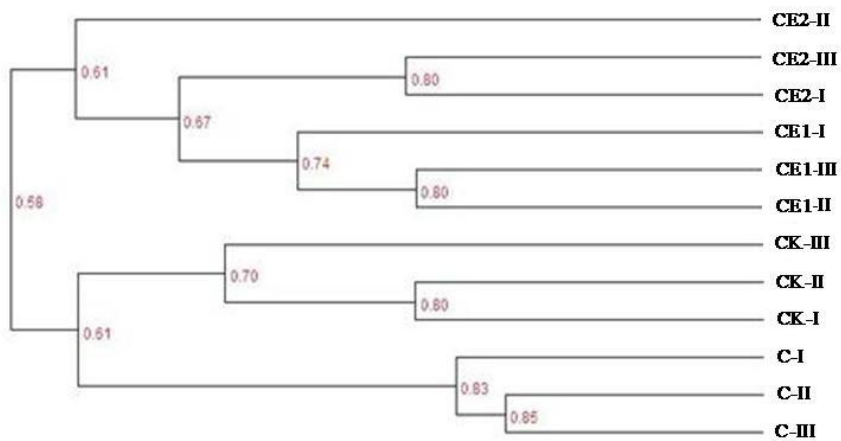 CE2-II
CE2-III
0.61
0.80
CE2-I
0.67
CE1-I
0.74
CE1-III
0.80
0.58
CE1-II
CK-III
0.70
CK-II
0.80
CK-I
0.61
C-I
0.83
C-II
0.85
C-III